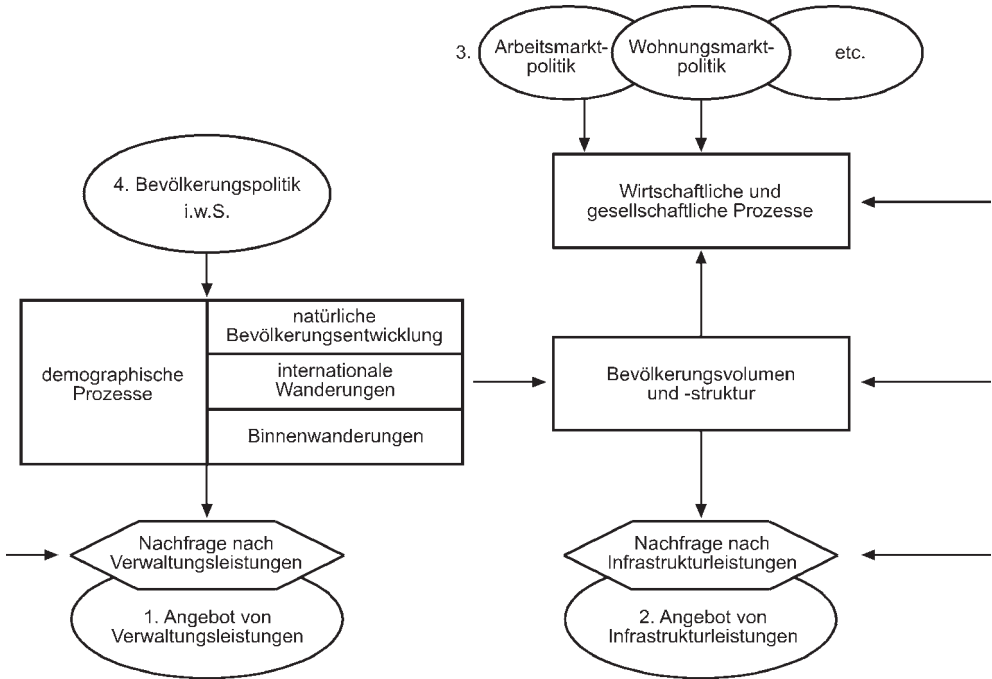 3.
Arbeitsmarkt-
politik
Wohnungsmarkt-
politik
etc.
4. Bevölkerungspolitik
i.w.S.
Wirtschaftliche und
gesellschaftliche Prozesse
demographische
Prozesse
natürliche
Bevölkerungsentwicklung
internationale
Wanderungen
Binnenwanderungen
Bevölkerungsvolumen
und -struktur
Nachfrage nach
Verwaltungsleistungen
1. Angebot von
Verwaltungsleistungen
Nachfrage nach
Infrastrukturleistungen
2. Angebot von
Infrastrukturleistungen